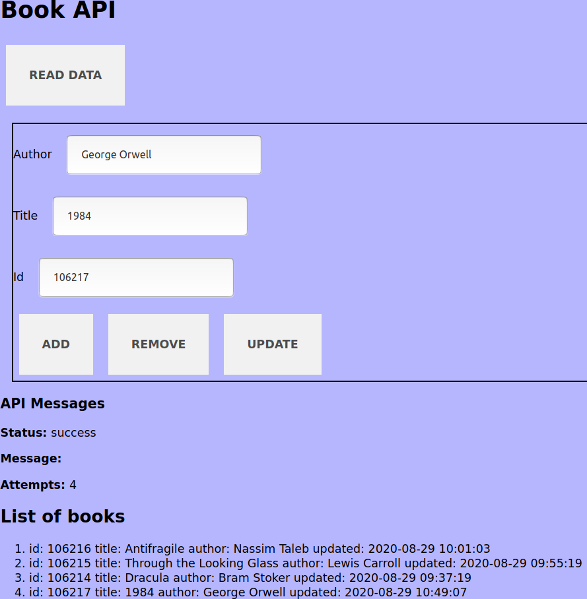 Book API
READ DATA
Author George Orwell
Title 1984
Id 106217
ADD REMOVE UPDATE
API Messages
Status: success
Message:
Attempts: 4
List of books
1. id: 106216 title: Antifragile author: Nassim Taleb updated: 2020-08-29 10:01:03
2. id: 106215 title: Through the Looking Glass author: Lewis Carroll updated: 2020-08-29 09:55:19
3. id: 106214 title: Dracula author: Bram Stoker updated: 2020-08-29 09:37:19
4. id: 106217 title: 1984 author: George Orwell updated: 2020-08-29 10:49:07